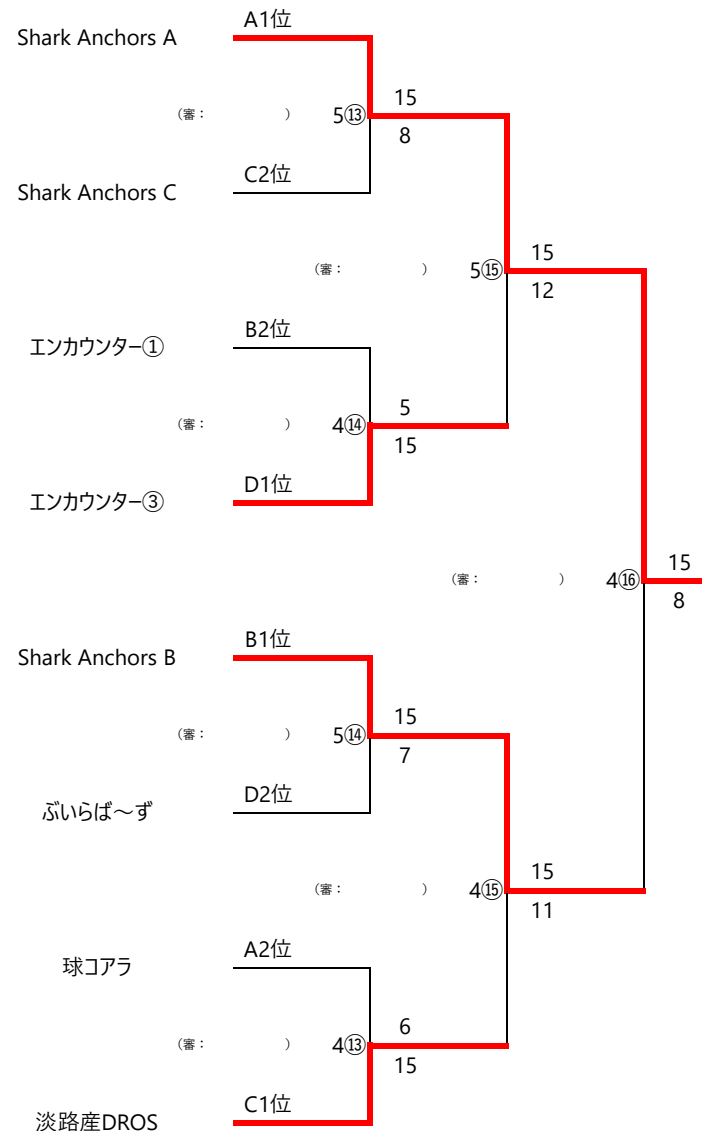 A1位
Shark Anchors A
15
(審： ) 5⑬
8
C2位
Shark Anchors C
15
(審： ) 5⑮
12
B2位
エンカウンター①
5
(審： ) 4⑭
15
D1位
エンカウンター③
15
(審： ) 4⑯
8
B1位
Shark Anchors B
15
(審： ) 5⑭
7
D2位
ぶいらば～ず
15
(審： ) 4⑮
11
A2位
球コアラ
6
(審： ) 4⑬
15
C1位
淡路産DROS